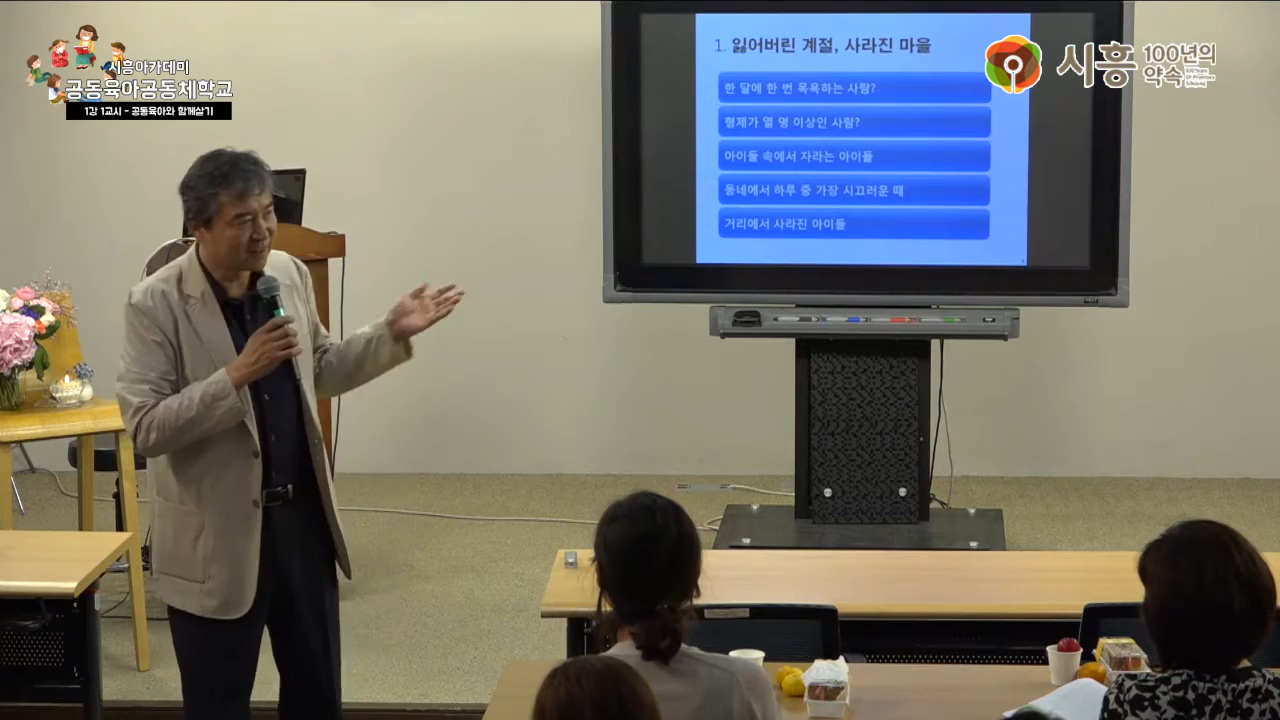 시흥아카데미
공동육아공동체학교
1강 1교시 - 공동육아와 함께살기
1. 잃어버린 계절, 사라진 마을
한 달에 한 번 목욕하는 사람?
형제가 열 명 이상인 사람?
아이들 속에서 자라는 아이들
동네에서 하루 중 가장 시끄러운 때
거리에서 사라진 아이들
시흥 100년의
약속